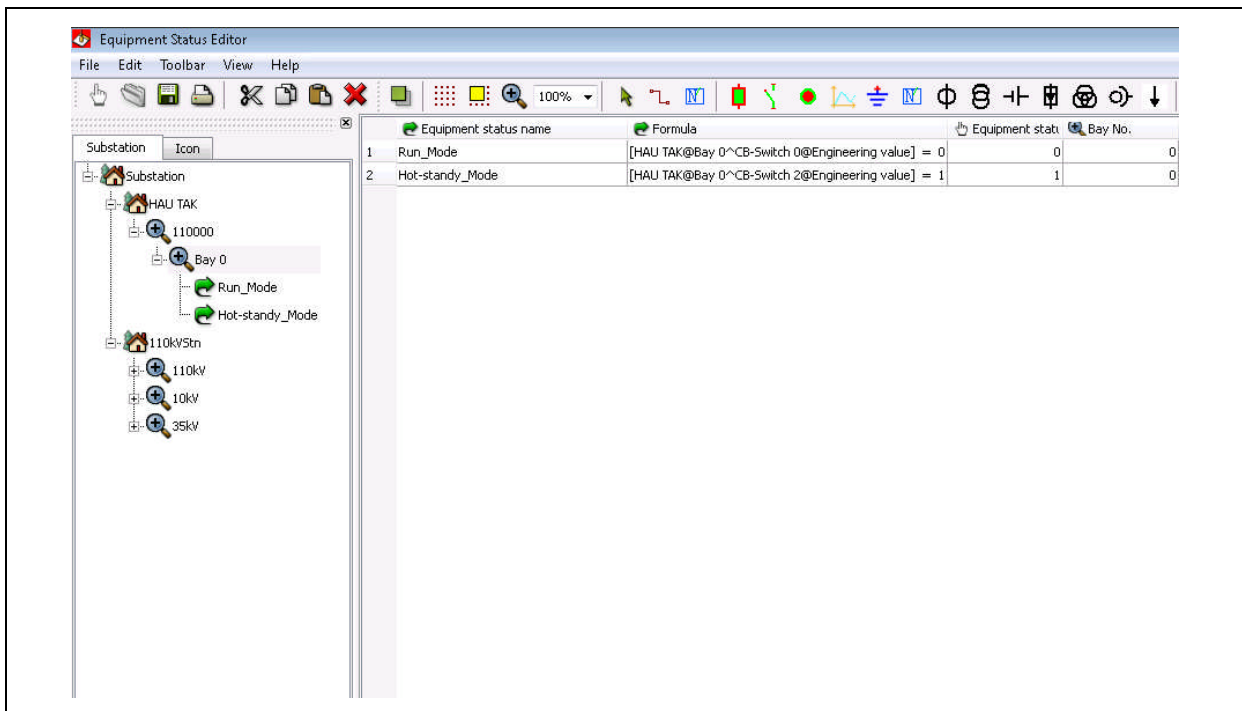 Equipment Status Editor
File Edit Toolbar View Help
100%
Substation Icon
Substation
HAU TAK
110000
Bay 0
Run_Mode
Hot-standy_Mode
110kVStn
110kV
10kV
35kV
Equipment status name Formula Equipment statu Bay No.
1 Run_Mode [HAU TAK@Bay 0^CB-Switch 0@Engineering value] = 0 0 0
2 Hot-standy_Mode [HAU TAK@Bay 0^CB-Switch 2@Engineering value] = 1 1 0